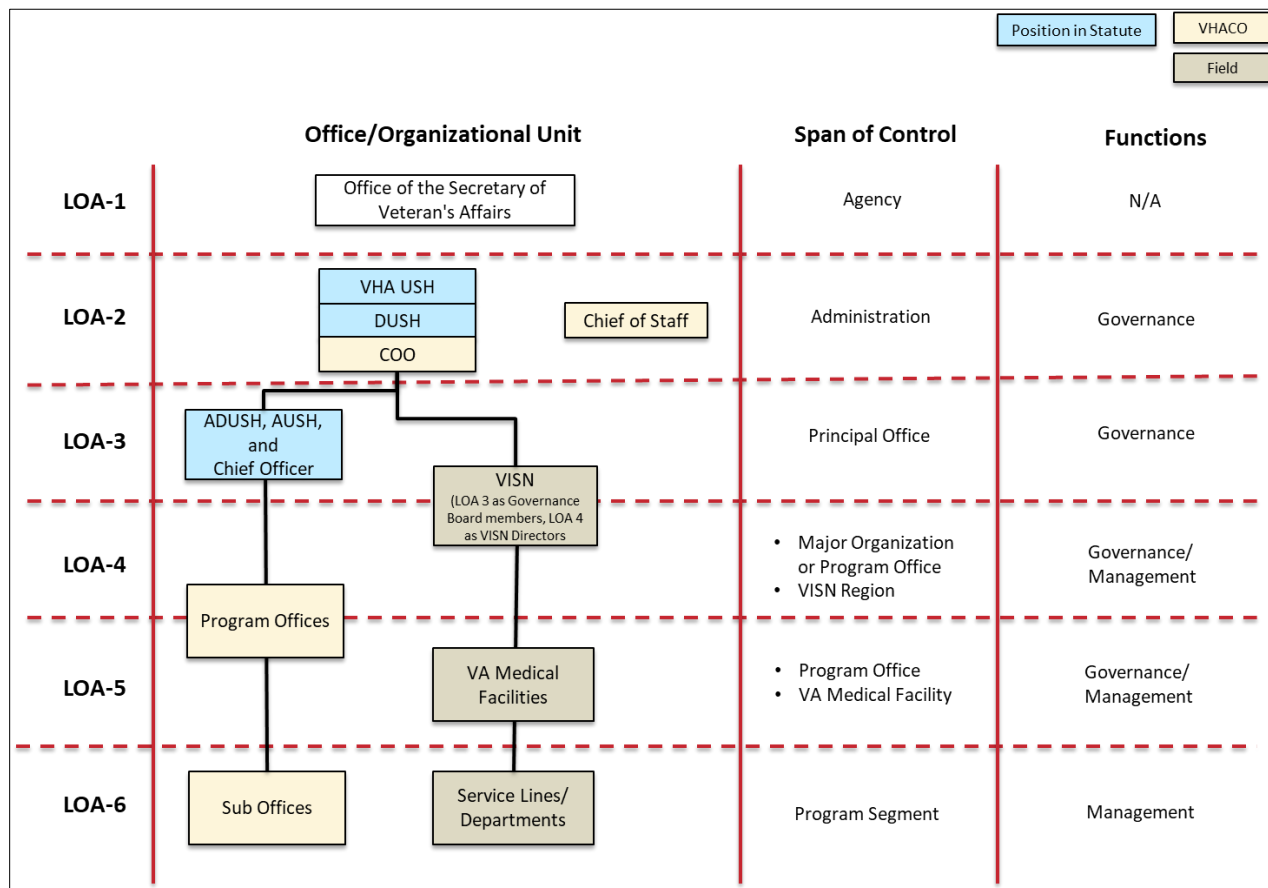 Position in Statute
VHACO
Field
Office/Organizational Unit
Span of Control
Functions
LOA-1
Office of the Secretary of
Veteran's Affairs
Agency
N/A
LOA-2
VHA USH
DUSH
COO
Chief of Staff
Administration
Governance
LOA-3
ADUSH, AUSH,
and
Chief Officer
Principal Office
Governance
VISN
(LOA 3 as Governance
Board members, LOA 4
as VISN Directors
LOA-4
• Major Organization
or Program Office
• VISN Region
Governance/
Management
Program Offices
LOA-5
VA Medical
Facilities
• Program Office
• VA Medical Facility
Governance/
Management
LOA-6
Sub Offices
Service Lines/
Departments
Program Segment
Management